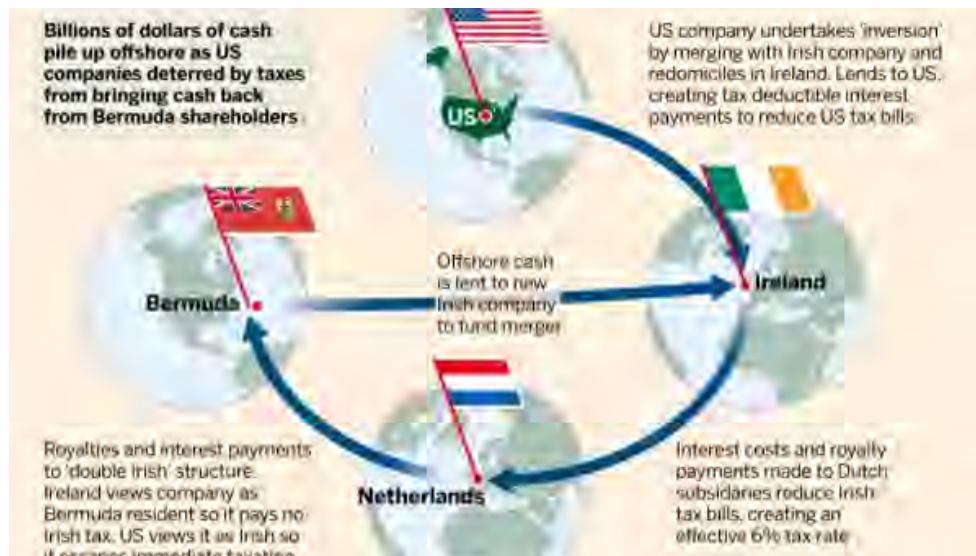 Billions of dollars of cash
pile up offshore as US
companies deterred by taxes
from bringing cash back
from Bermuda shareholders
US company undertakes 'inversion'
by merging with Irish company and
redomiciles in Ireland. Lends to US,
creating tax deductible interest
payments to reduce US tax bills
US
Bermuda
Offshore cash
is lent to new
Irish company
to fund merger
Ireland
Netherlands
Royalties and interest payments
to 'double Irish' structure.
Ireland views company as
Bermuda resident so it pays no
Irish tax. US views it as Irish so
it escapes immediate taxation
Interest costs and royalty
payments made to Dutch
subsidaries reduce Irish
tax bills, creating an
effective 6% tax rate